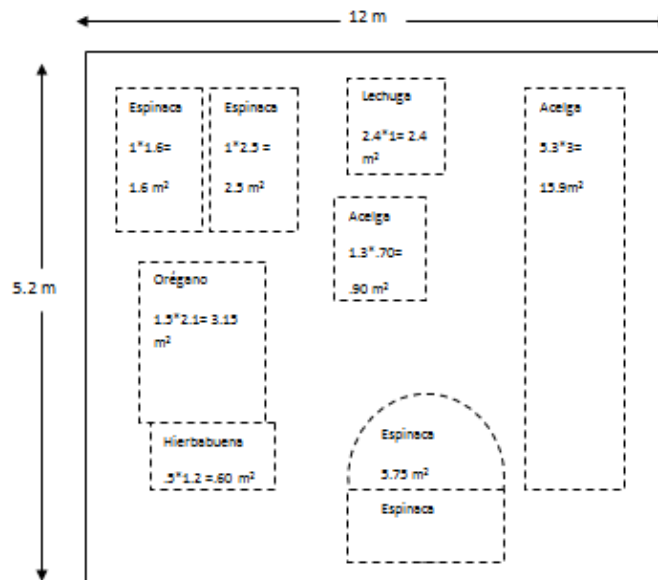 12 m
5.2 m
Espinaca
1*1.6=
1.6 m²
Espinaca
1*2.5 =
2.5 m²
Lechuga
2.4*1= 2.4
m²
Acelga
5.3*3=
15.9m²
Acelga
1.3*.70=
.90 m²
Orégano
1.5*2.1= 3.15
m²
Hierbabuena
.5*1.2 =.60 m²
Espinaca
5.75 m²
Espinaca